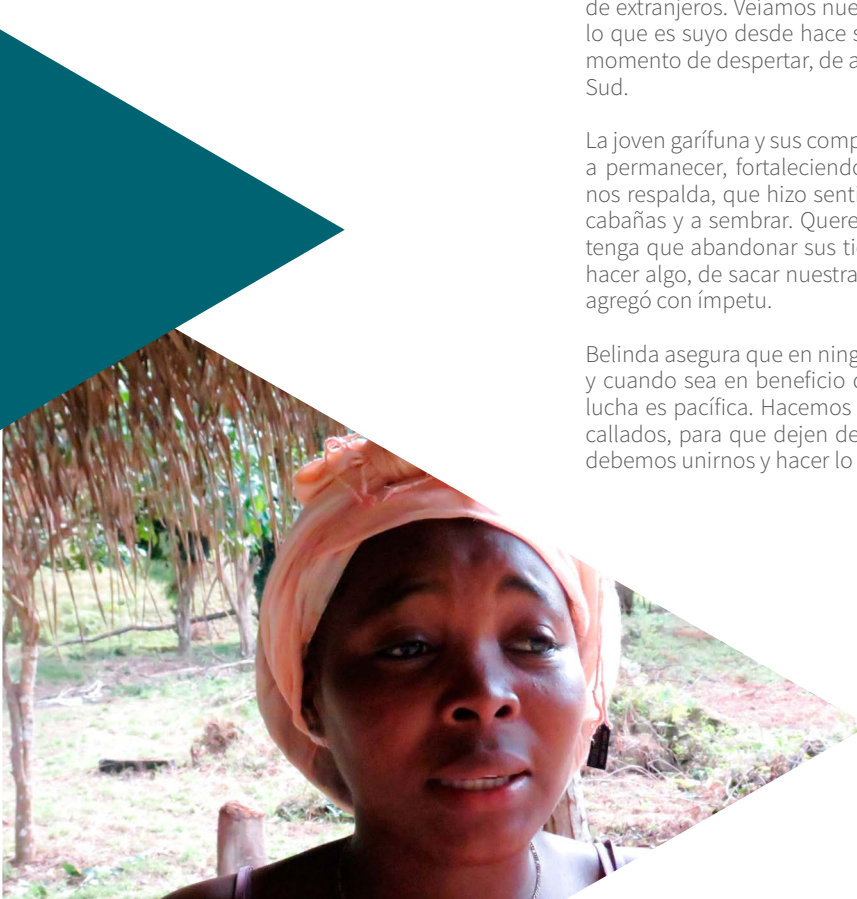 de extranjeros. Veíamos nue
lo que es suyo desde hace s
momento de despertar, de a
Sud.
La joven garífuna y sus comp
a permanecer, fortaleciendo
nos respalda, que hizo senti
cabañas y a sembrar. Quere
tenga que abandonar sus ti
hacer algo, de sacar nuestra
agregó con ímpetu.
Belinda asegura que en ning
y cuando sea en beneficio
lucha es pacífica. Hacemos
callados, para que dejen de
debemos unirnos y hacer lo